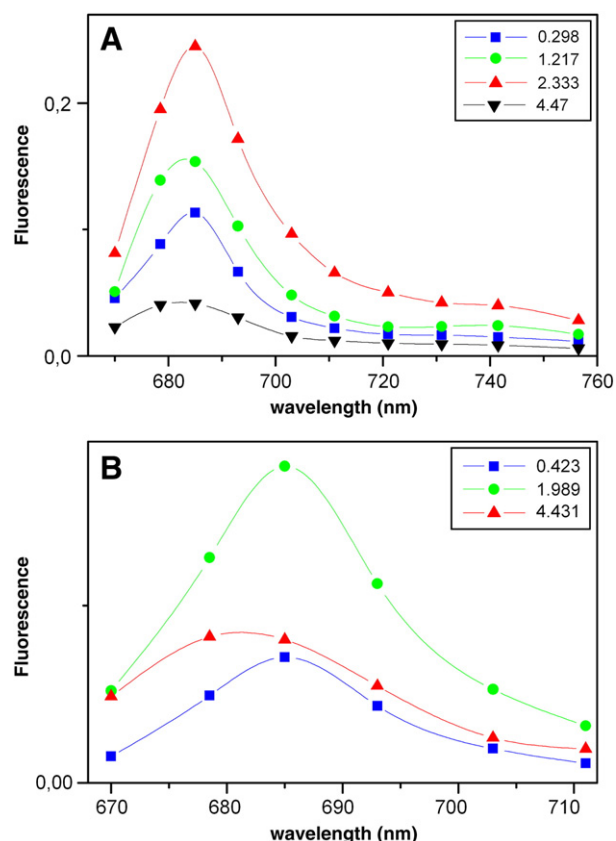 A
0.298
1.217
2.333
4.47
Fluorescence
0,2
0,0
680 700 720 740 760
wavelength (nm)
B
0.423
1.989
4.431
Fluorescence
0,00
670 680 690 700 710
wavelength (nm)